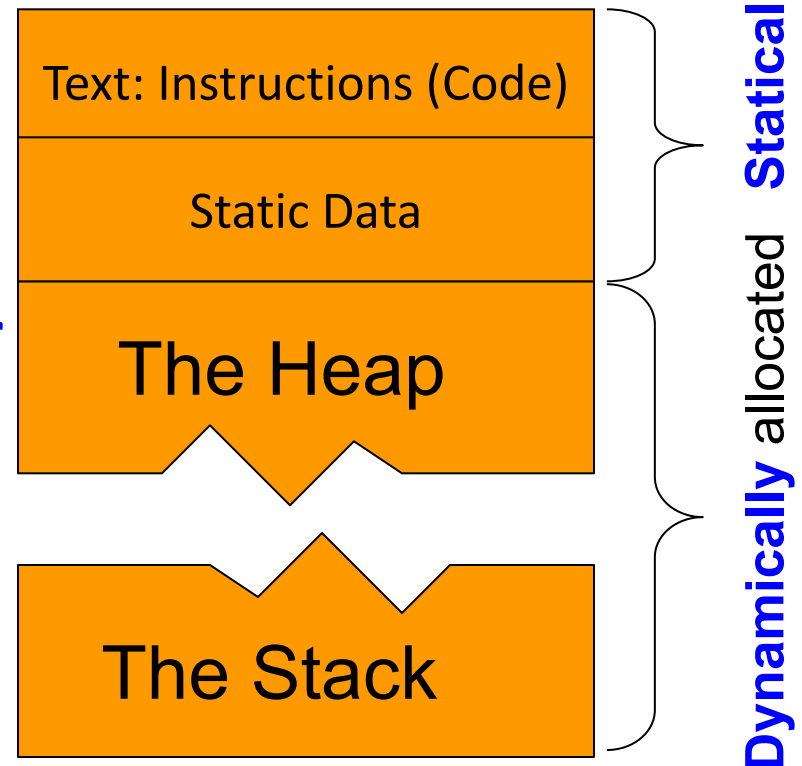 Text: Instructions (Code)
Static Data
The Heap
The Stack
Statical
Dynamically allocated